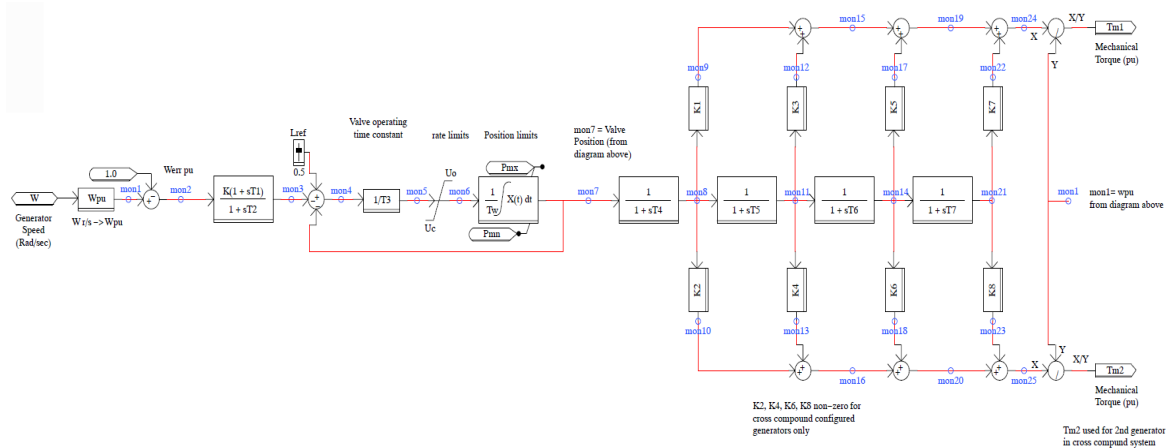 mon15
mon19
mon24
X/Y
X
Tm1
Mechanical
Torque (pu)
Y
mon9
mon12
mon17
mon22
K1
K3
K5
K7
Valve operating
time constant
rate limits
Position limits
mon7 = Valve
Position (from
diagram above)
Lref
0.5
Werr pu
1.0
Uo
Pmx
W
Wpu
mon1
mon2
K(1 + sT1)
1 + sT2
mon3
mon4
1/T3
mon5
mon6
1
Tw
X(t) dt
mon7
1
1 + sT4
mon8
1
1 + sT5
mon11
1
1 + sT6
mon14
1
1 + sT7
mon21
mon1
mon1= wpu
from diagram above
Generator
Speed
(Rad/sec)
W r/s -> Wpu
Uc
Pmn
K2
K4
K6
K8
mon10
mon13
mon18
mon23
mon16
mon20
mon25
X
Y
X/Y
Tm2
Mechanical
Torque (pu)
K2, K4, K6, K8 non-zero for
cross compound configured
generators only
Tm2 used for 2nd generator
in cross compund system